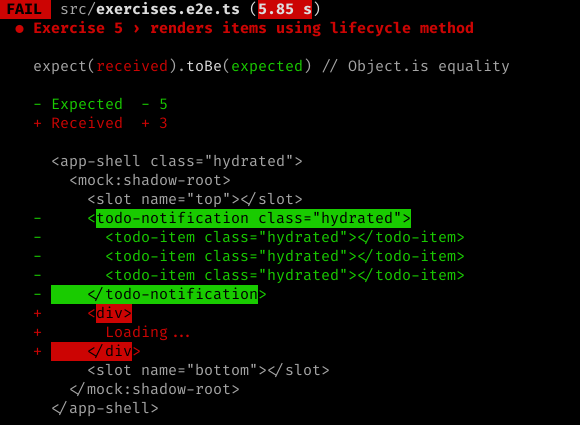 FAIL src/exercises.e2e.ts (5.85 s)
● Exercise 5 › renders items using lifecycle method
expect(received).toBe(expected) // Object.is equality
- Expected  - 5
+ Received  + 3
<app-shell class="hydrated">
<mock:shadow-root>
<slot name="top"></slot>
- <todo-notification class="hydrated">
- <todo-item class="hydrated"></todo-item>
- <todo-item class="hydrated"></todo-item>
- <todo-item class="hydrated"></todo-item>
- </todo-notification>
+ <div>
+ Loading...
+ </div>
<slot name="bottom"></slot>
</mock:shadow-root>
</app-shell>